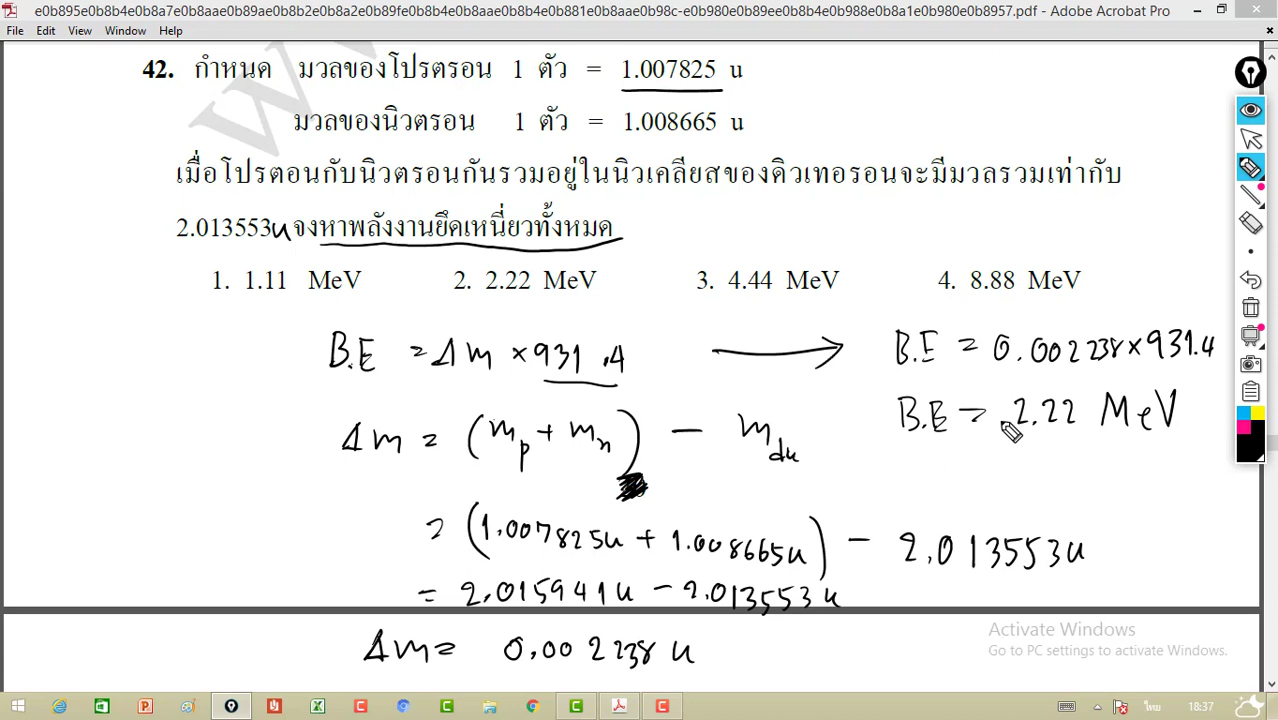 e0b895e0b8b4e0b8a7e0b8aae0b89ae0b8b2e0b8a2e0b89fe0b8b4e0b8aae0b8b4e0b881e0b98c-e0b980e0b89ee0b8b4e0b988e0b8a1e0b980e0b8957.pdf - Adobe Acrobat Pro
File Edit View Window Help
42. กำหนด มวลของโปรตรอน 1 ตัว = 1.007825 u
มวลของนิวตรอน 1 ตัว = 1.008665 u
เมื่อโปรตอนกับนิวตรอนกันรวมอยู่ในนิวเคลียสของดิวเทอรอนจะมีมวลรวมเท่ากับ
2.013553u จงหาพลังงานยึดเหนี่ยวทั้งหมด
1. 1.11 MeV 2. 2.22 MeV 3. 4.44 MeV 4. 8.88 MeV
B.E = Δm × 931.4 → B.E = 0.002238×931.4
B.E = 2.22 MeV
Δm = (mp + mn) − mdu
= (1.007825u + 1.008665u) − 2.013553u
= 2.015941u − 2.013553u
Δm = 0.002238 u
Activate Windows
Go to PC settings to activate Windows.
ไทย 18:37